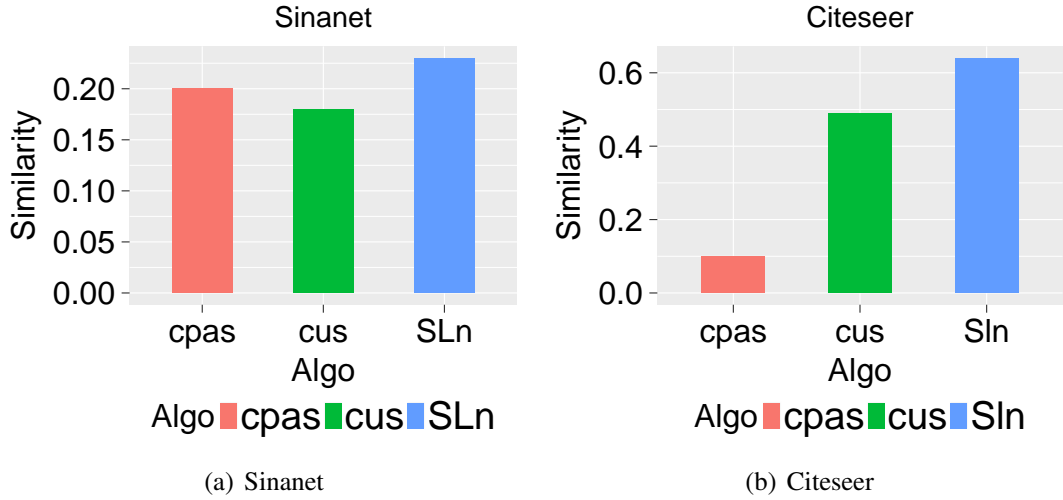 Sinanet
Similarity
0.20
0.15
0.10
0.05
0.00
cpas cus SLn
Algo
Algo cpas cus SLn
(a) Sinanet
Citeseer
Similarity
0.6
0.4
0.2
0.0
cpas cus Sln
Algo
Algo cpas cus Sln
(b) Citeseer